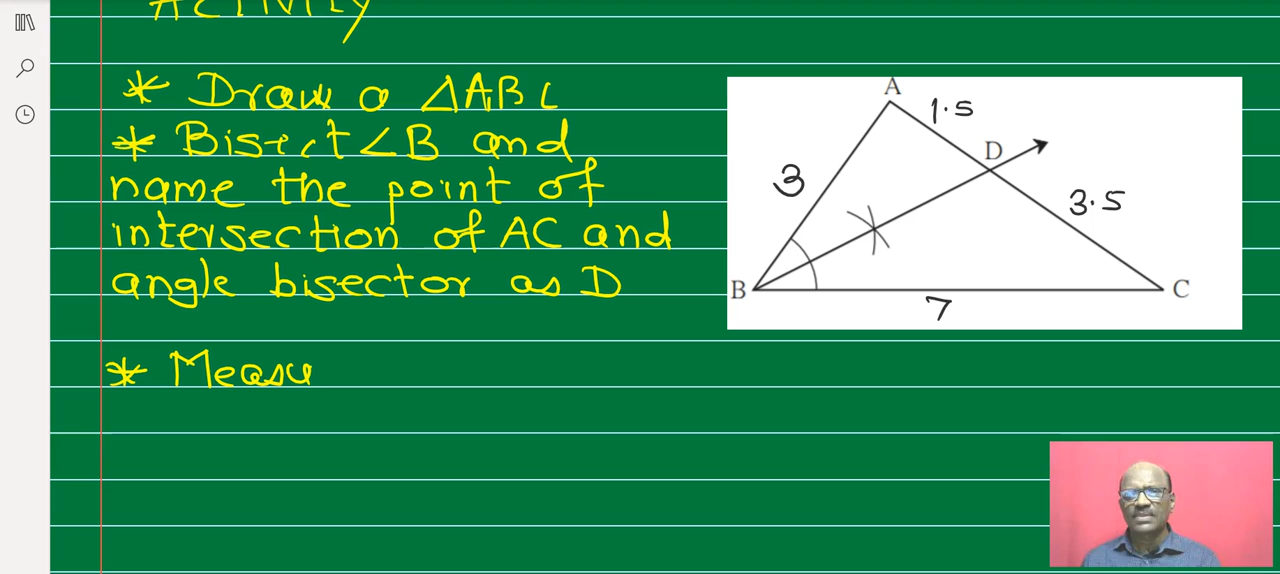 ACTIVITY
* Draw a △ABC
* Bisect ∠B and
name the point of
intersection of AC and
angle bisector as D
* Measu
A
1.5
D
3
3.5
B
C
7